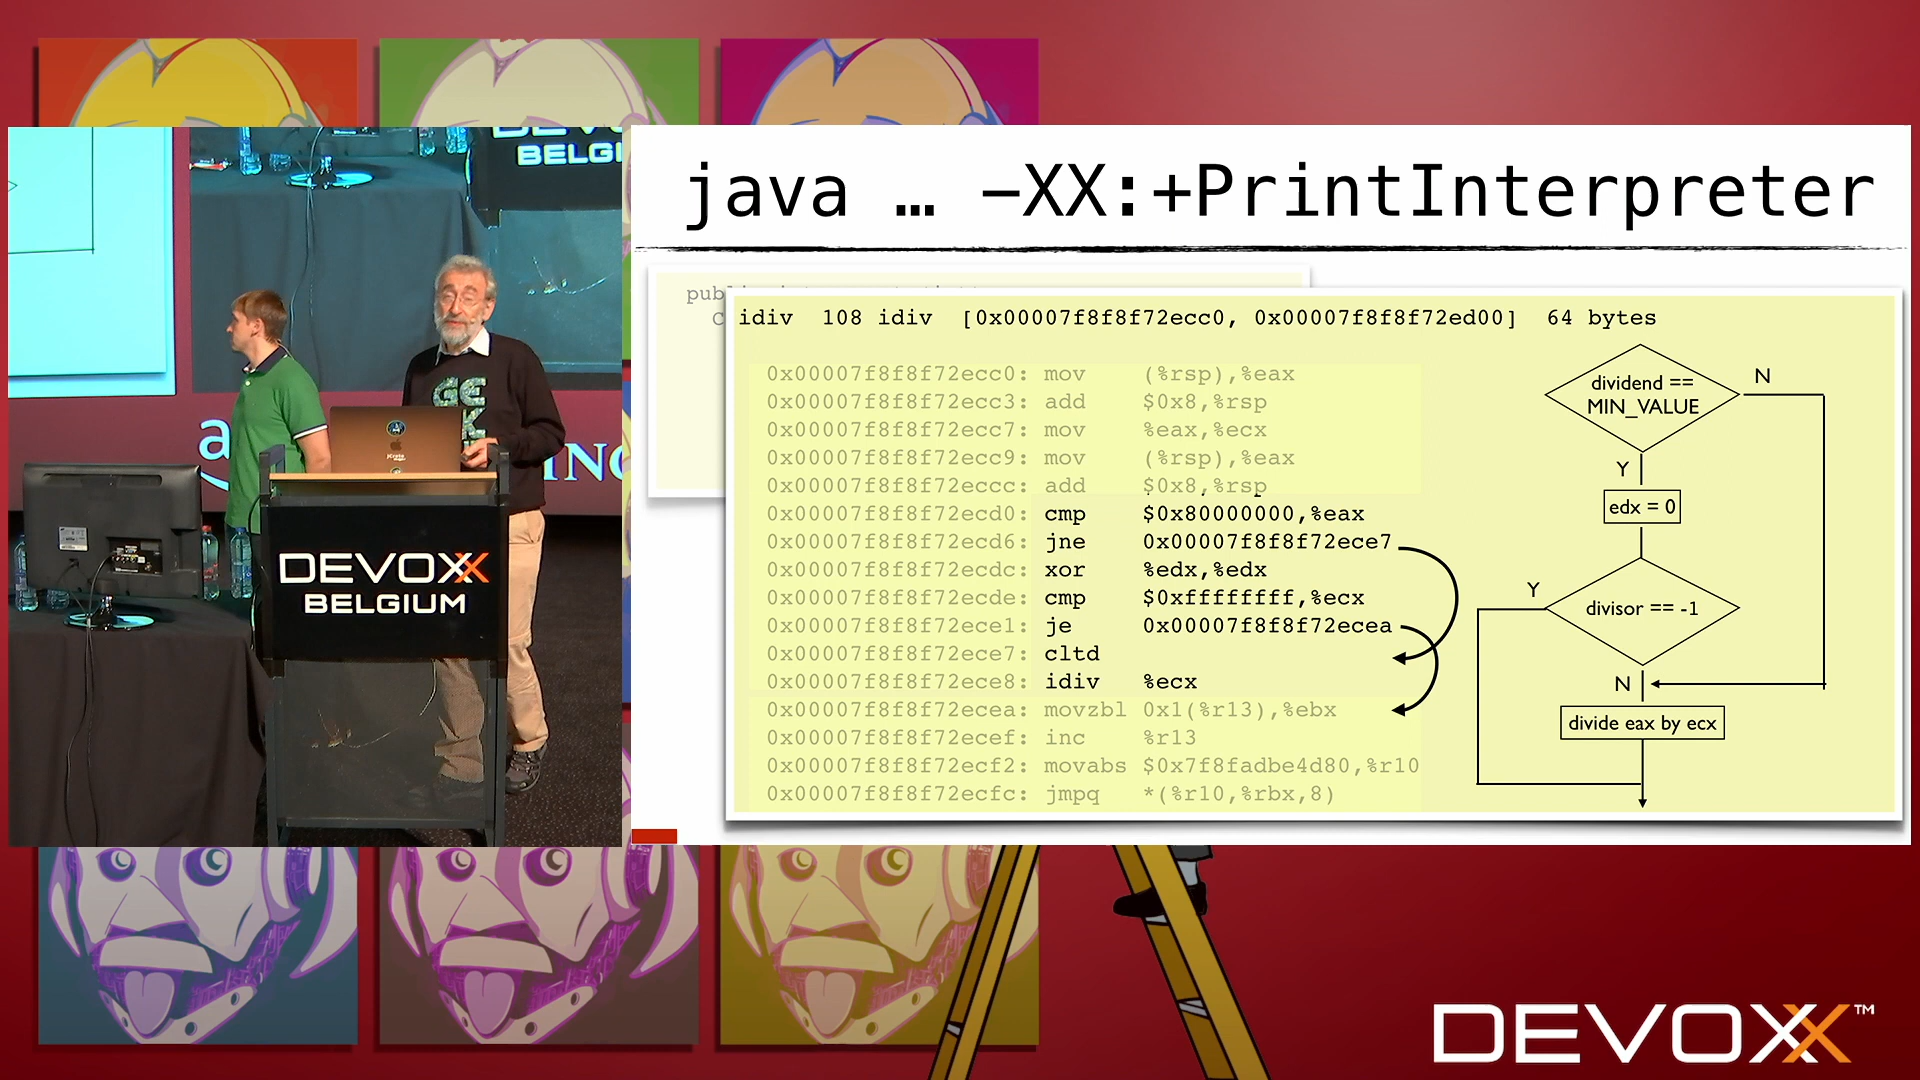 DEVO
BELGI
a
ING
GE
DEVOXX
BELGIUM
java … -XX:+PrintInterpreter
idiv 108 idiv [0x00007f8f8f72ecc0, 0x00007f8f8f72ed00] 64 bytes
0x00007f8f8f72ecc0: mov (%rsp),%eax
0x00007f8f8f72ecc3: add $0x8,%rsp
0x00007f8f8f72ecc7: mov %eax,%ecx
0x00007f8f8f72ecc9: mov (%rsp),%eax
0x00007f8f8f72eccc: add $0x8,%rsp
0x00007f8f8f72ecd0: cmp $0x80000000,%eax
0x00007f8f8f72ecd6: jne 0x00007f8f8f72ece7
0x00007f8f8f72ecdc: xor %edx,%edx
0x00007f8f8f72ecde: cmp $0xffffffff,%ecx
0x00007f8f8f72ece1: je 0x00007f8f8f72ecea
0x00007f8f8f72ece7: cltd
0x00007f8f8f72ece8: idiv %ecx
0x00007f8f8f72ecea: movzbl 0x1(%r13),%ebx
0x00007f8f8f72ecef: inc %r13
0x00007f8f8f72ecf2: movabs $0x7f8fadbe4d80,%r10
0x00007f8f8f72ecfc: jmpq *(%r10,%rbx,8)
dividend ==
MIN_VALUE
N
Y
edx = 0
Y
divisor == -1
N
divide eax by ecx
DEVOXX™